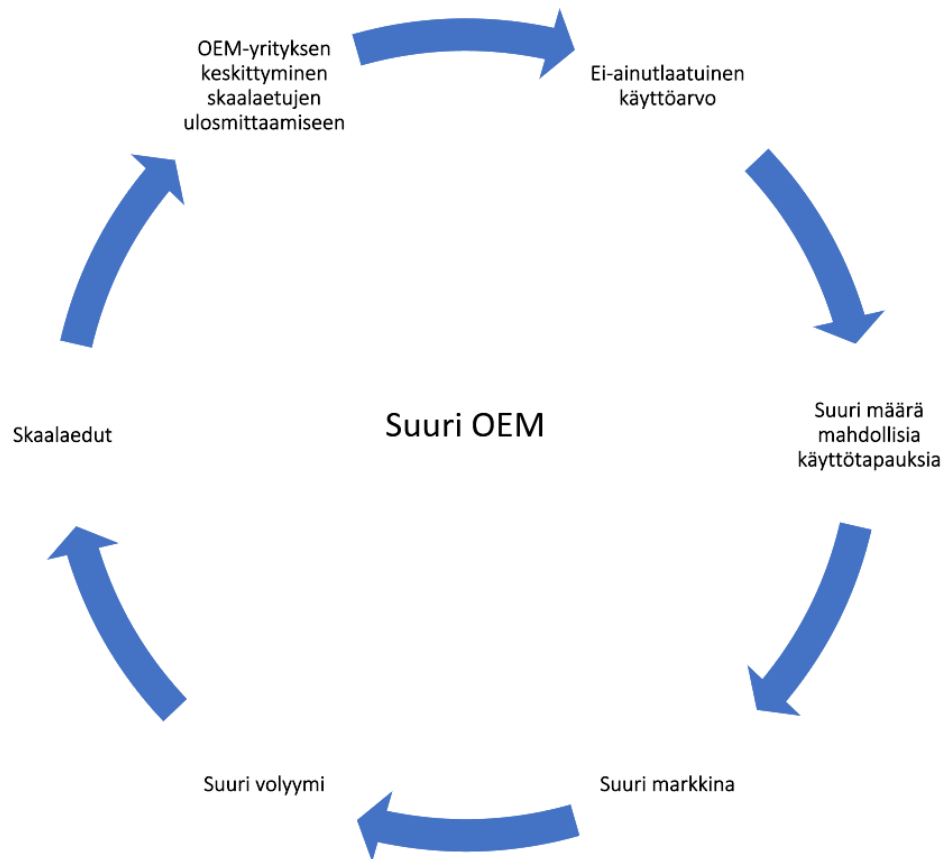 OEM-yrityksen
keskittyminen
skaalaetujen
ulosmittaamiseen
Ei-ainutlaatuinen
käyttöarvo
Suuri määrä
mahdollisia
käyttötapauksia
Suuri markkina
Suuri volyymi
Skaalaedut
Suuri OEM